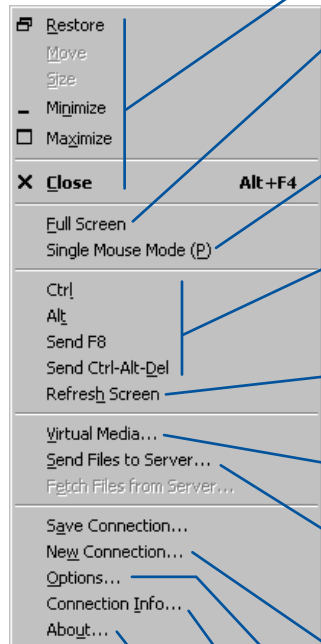 Restore
Move
Size
Minimize
Maximize
Close Alt+F4
Full Screen
Single Mouse Mode (P)
Ctrl
Alt
Send F8
Send Ctrl-Alt-Del
Refresh Screen
Virtual Media...
Send Files to Server...
Fetch Files from Server...
Save Connection...
New Connection...
Options...
Connection Info...
About...